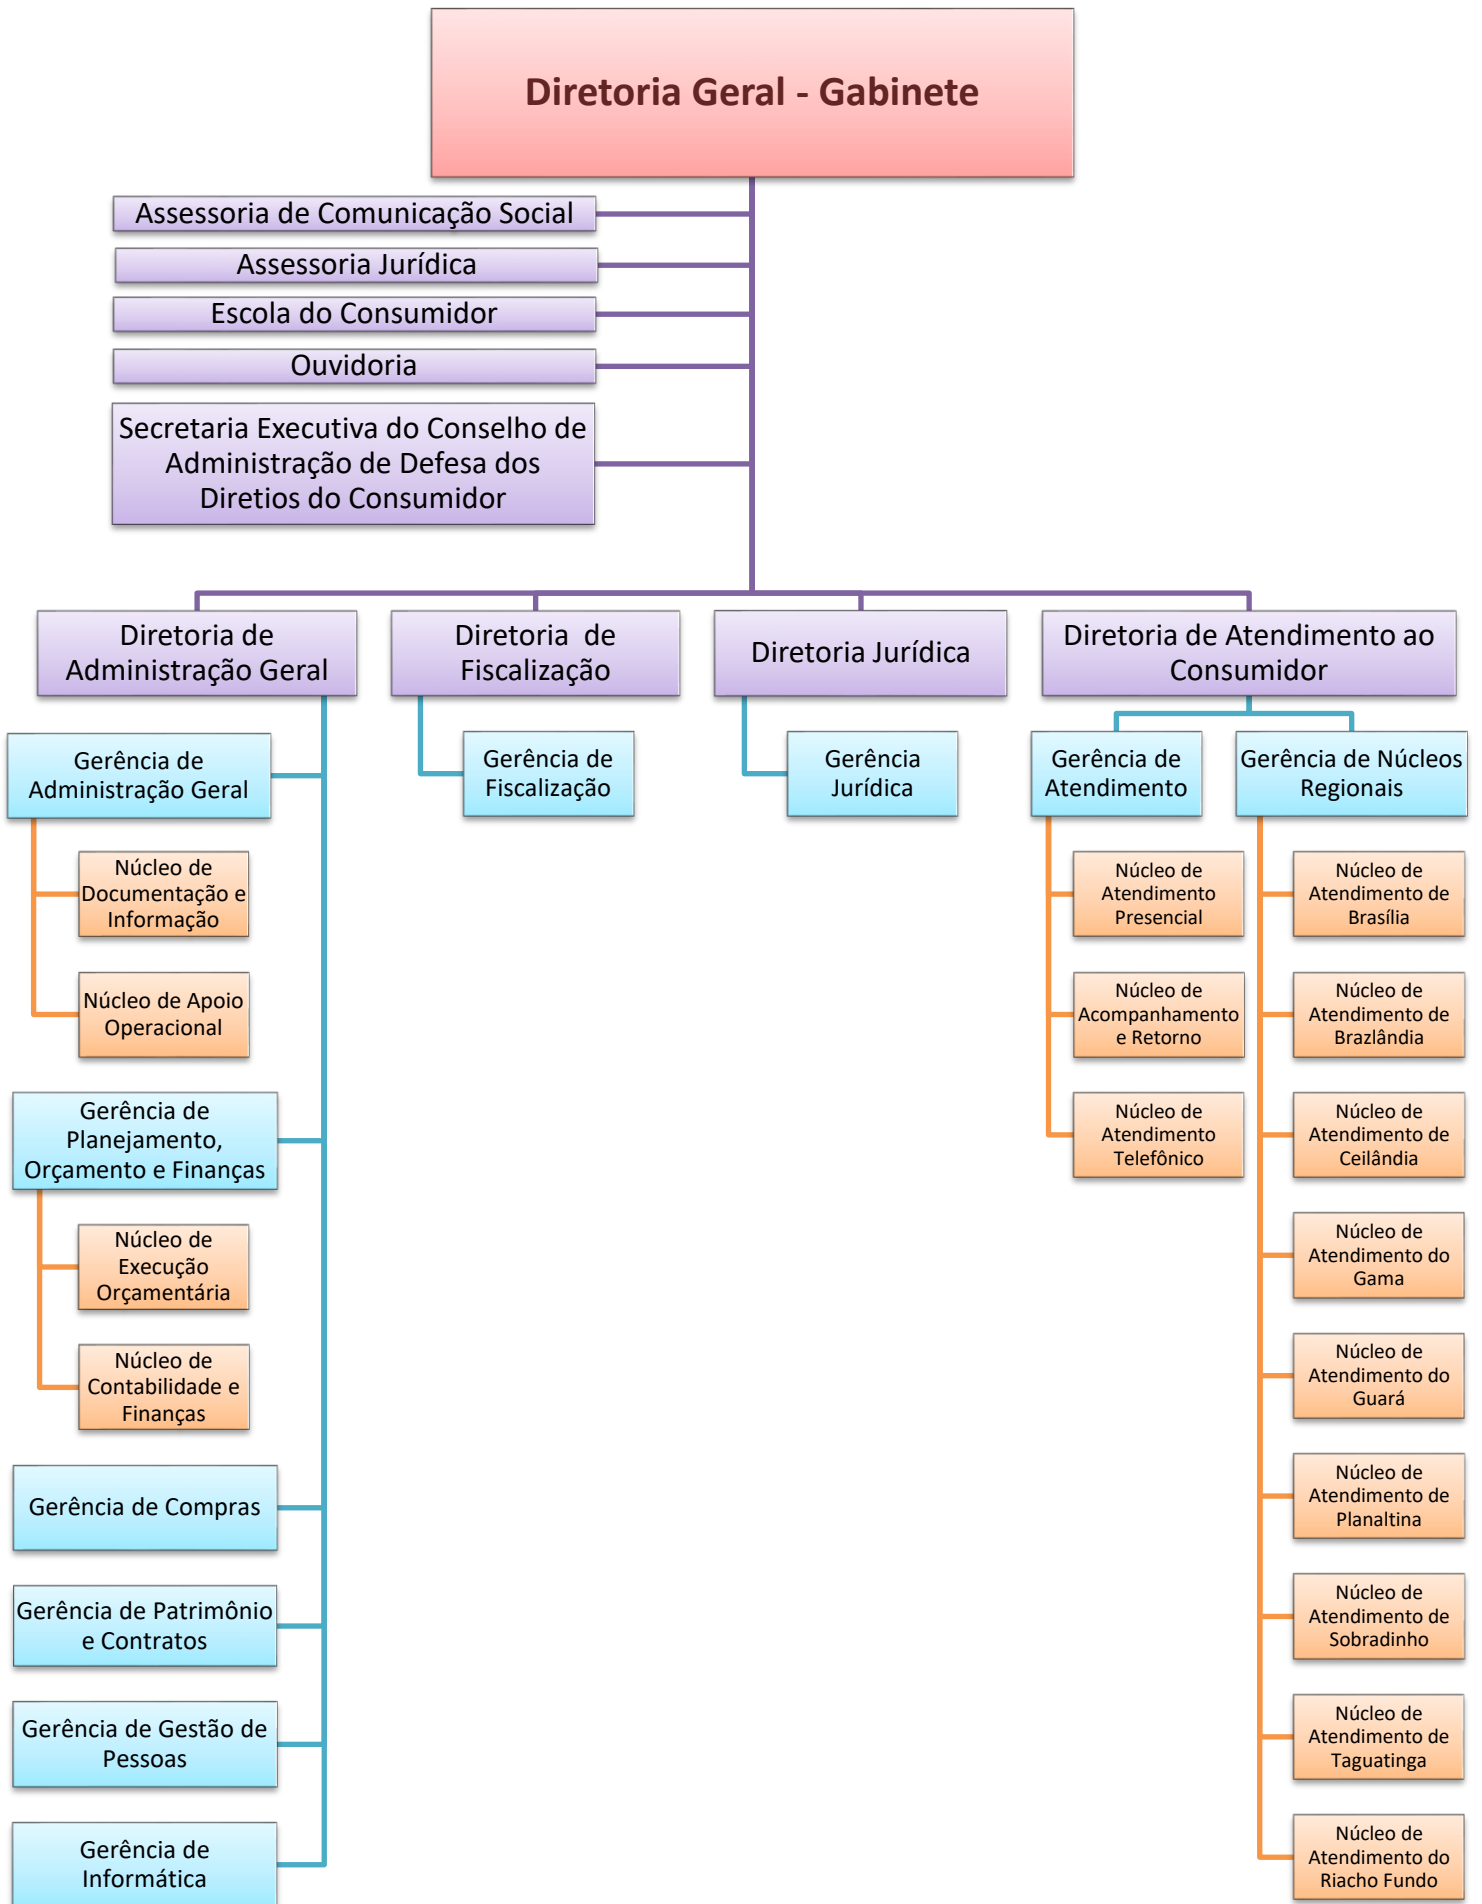 Diretoria Geral - Gabinete
Assessoria de Comunicação Social
Assessoria Jurídica
Escola do Consumidor
Ouvidoria
Secretaria Executiva do Conselho de
Administração de Defesa dos
Diretios do Consumidor
Diretoria de
Administração Geral
Gerência de
Administração Geral
Núcleo de
Documentação e
Informação
Núcleo de Apoio
Operacional
Gerência de
Planejamento,
Orçamento e Finanças
Núcleo de
Execução
Orçamentária
Núcleo de
Contabilidade e
Finanças
Gerência de Compras
Gerência de Patrimônio
e Contratos
Gerência de Gestão de
Pessoas
Gerência de
Informática
Diretoria de
Fiscalização
Gerência de
Fiscalização
Diretoria Jurídica
Gerência
Jurídica
Diretoria de Atendimento ao
Consumidor
Gerência de
Atendimento
Núcleo de
Atendimento
Presencial
Núcleo de
Acompanhamento
e Retorno
Núcleo de
Atendimento
Telefônico
Gerência de Núcleos
Regionais
Núcleo de
Atendimento de
Brasília
Núcleo de
Atendimento de
Brazlândia
Núcleo de
Atendimento de
Ceilândia
Núcleo de
Atendimento do
Gama
Núcleo de
Atendimento do
Guará
Núcleo de
Atendimento de
Planaltina
Núcleo de
Atendimento de
Sobradinho
Núcleo de
Atendimento de
Taguatinga
Núcleo de
Atendimento do
Riacho Fundo